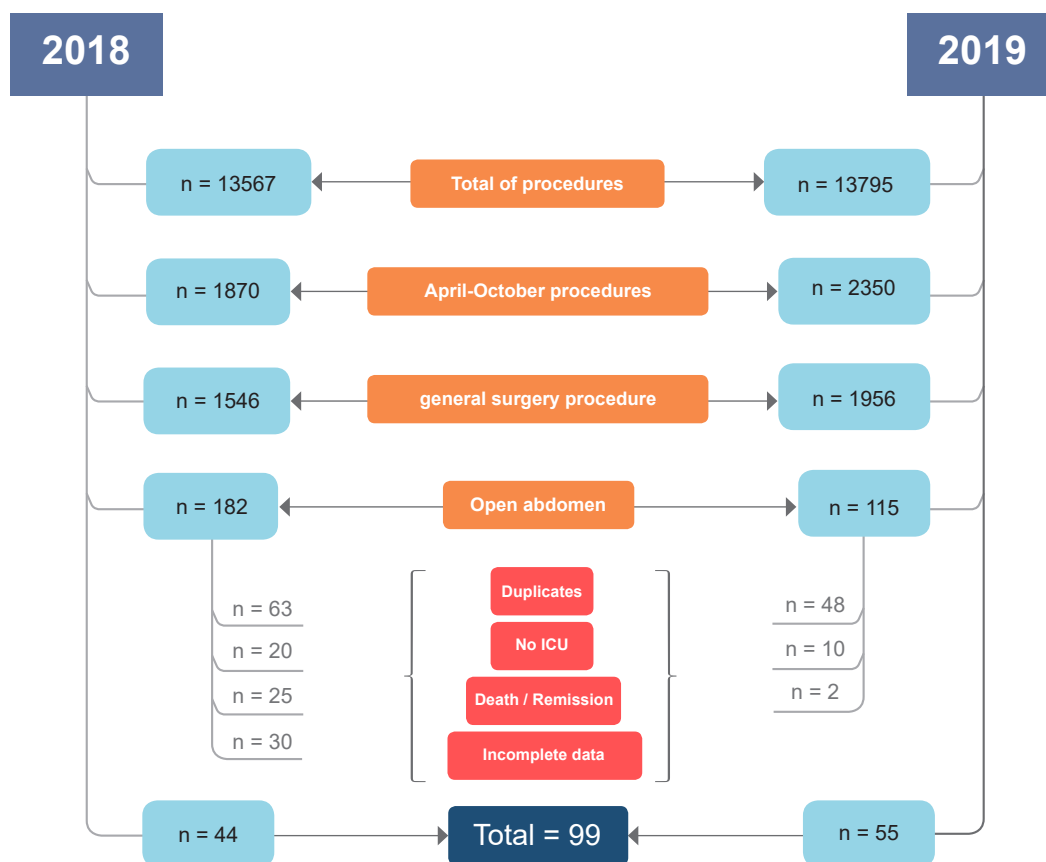 2018
2019
n = 13567
Total of procedures
n = 13795
n = 1870
April-October procedures
n = 2350
n = 1546
general surgery procedure
n = 1956
n = 182
Open abdomen
n = 115
n = 63
Duplicates
n = 48
n = 20
No ICU
n = 10
n = 25
Death / Remission
n = 2
n = 30
Incomplete data
n = 44
Total = 99
n = 55